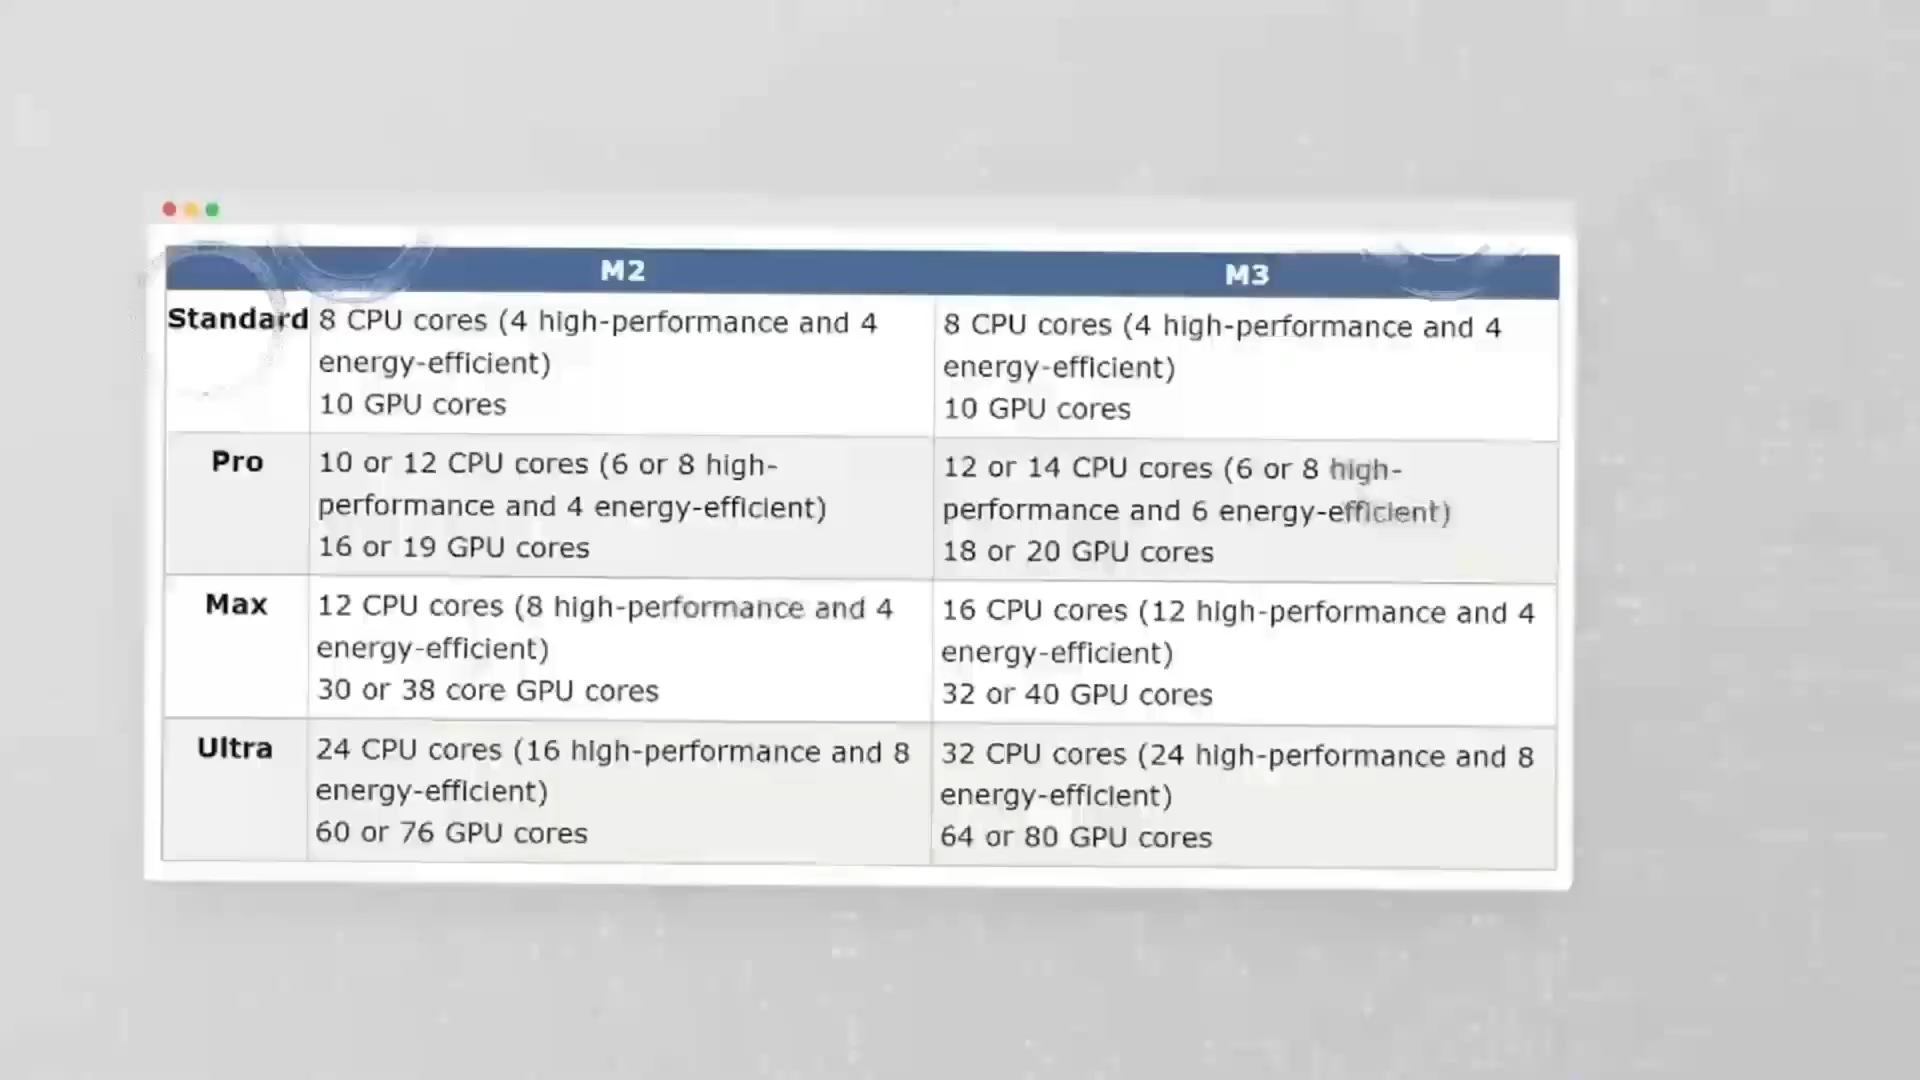 M2 M3
Standard 8 CPU cores (4 high-performance and 4 8 CPU cores (4 high-performance and 4
energy-efficient) energy-efficient)
10 GPU cores 10 GPU cores
Pro 10 or 12 CPU cores (6 or 8 high- 12 or 14 CPU cores (6 or 8 high-
performance and 4 energy-efficient) performance and 6 energy-efficient)
16 or 19 GPU cores 18 or 20 GPU cores
Max 12 CPU cores (8 high-performance and 4 16 CPU cores (12 high-performance and 4
energy-efficient) energy-efficient)
30 or 38 core GPU cores 32 or 40 GPU cores
Ultra 24 CPU cores (16 high-performance and 8 32 CPU cores (24 high-performance and 8
energy-efficient) energy-efficient)
60 or 76 GPU cores 64 or 80 GPU cores